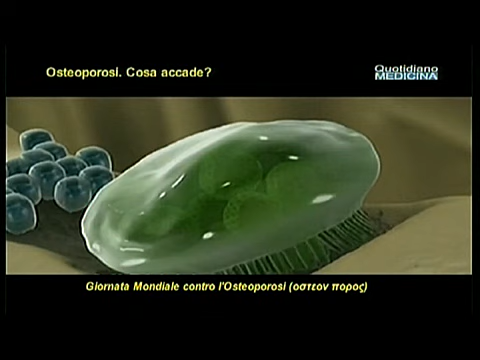 Osteoporosi. Cosa accade?
Quotidiano
MEDICINA
Giornata Mondiale contro l'Osteoporosi (οστεον πορος)